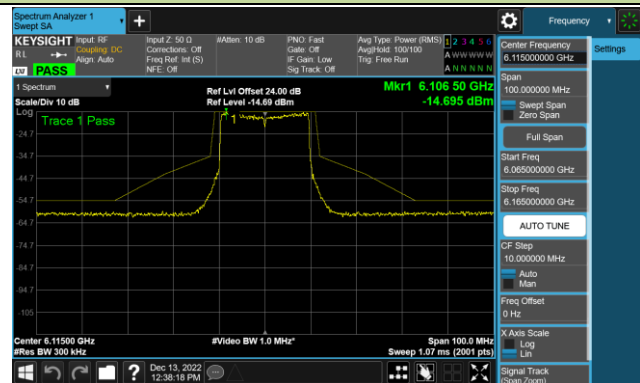 Spectrum Analyzer 1
Swept SA
Frequency
KEYSIGHT
RL
LXI
PASS
Input: RF
Coupling: DC
Align: Auto
Input Z: 50 Ω
Corrections: Off
Freq Ref: Int (S)
NFE: Off
#Atten: 10 dB
PNO: Fast
Gate: Off
IF Gain: Low
Sig Track: Off
Avg Type: Power (RMS)
Avg|Hold: 100/100
Trig: Free Run
1 2 3 4 5 6
A W W W W W
A N N N N N
1 Spectrum
Scale/Div 10 dB
Ref Lvl Offset 24.00 dB
Ref Level -14.69 dBm
Mkr1 6.106 50 GHz
-14.695 dBm
Log
Trace 1 Pass
1
-24.7
-34.7
-44.7
-54.7
-64.7
-74.7
-84.7
-94.7
-105
Center 6.11500 GHz
#Res BW 300 kHz
#Video BW 1.0 MHz*
Span 100.0 MHz
Sweep 1.07 ms (2001 pts)
Dec 13, 2022
12:38:18 PM
Center Frequency
6.115000000 GHz
Settings
Span
100.000000 MHz
Swept Span
Zero Span
Full Span
Start Freq
6.065000000 GHz
Stop Freq
6.165000000 GHz
AUTO TUNE
CF Step
10.000000 MHz
Auto
Man
Freq Offset
0 Hz
X Axis Scale
Log
Lin
Signal Track
(Span Zoom)